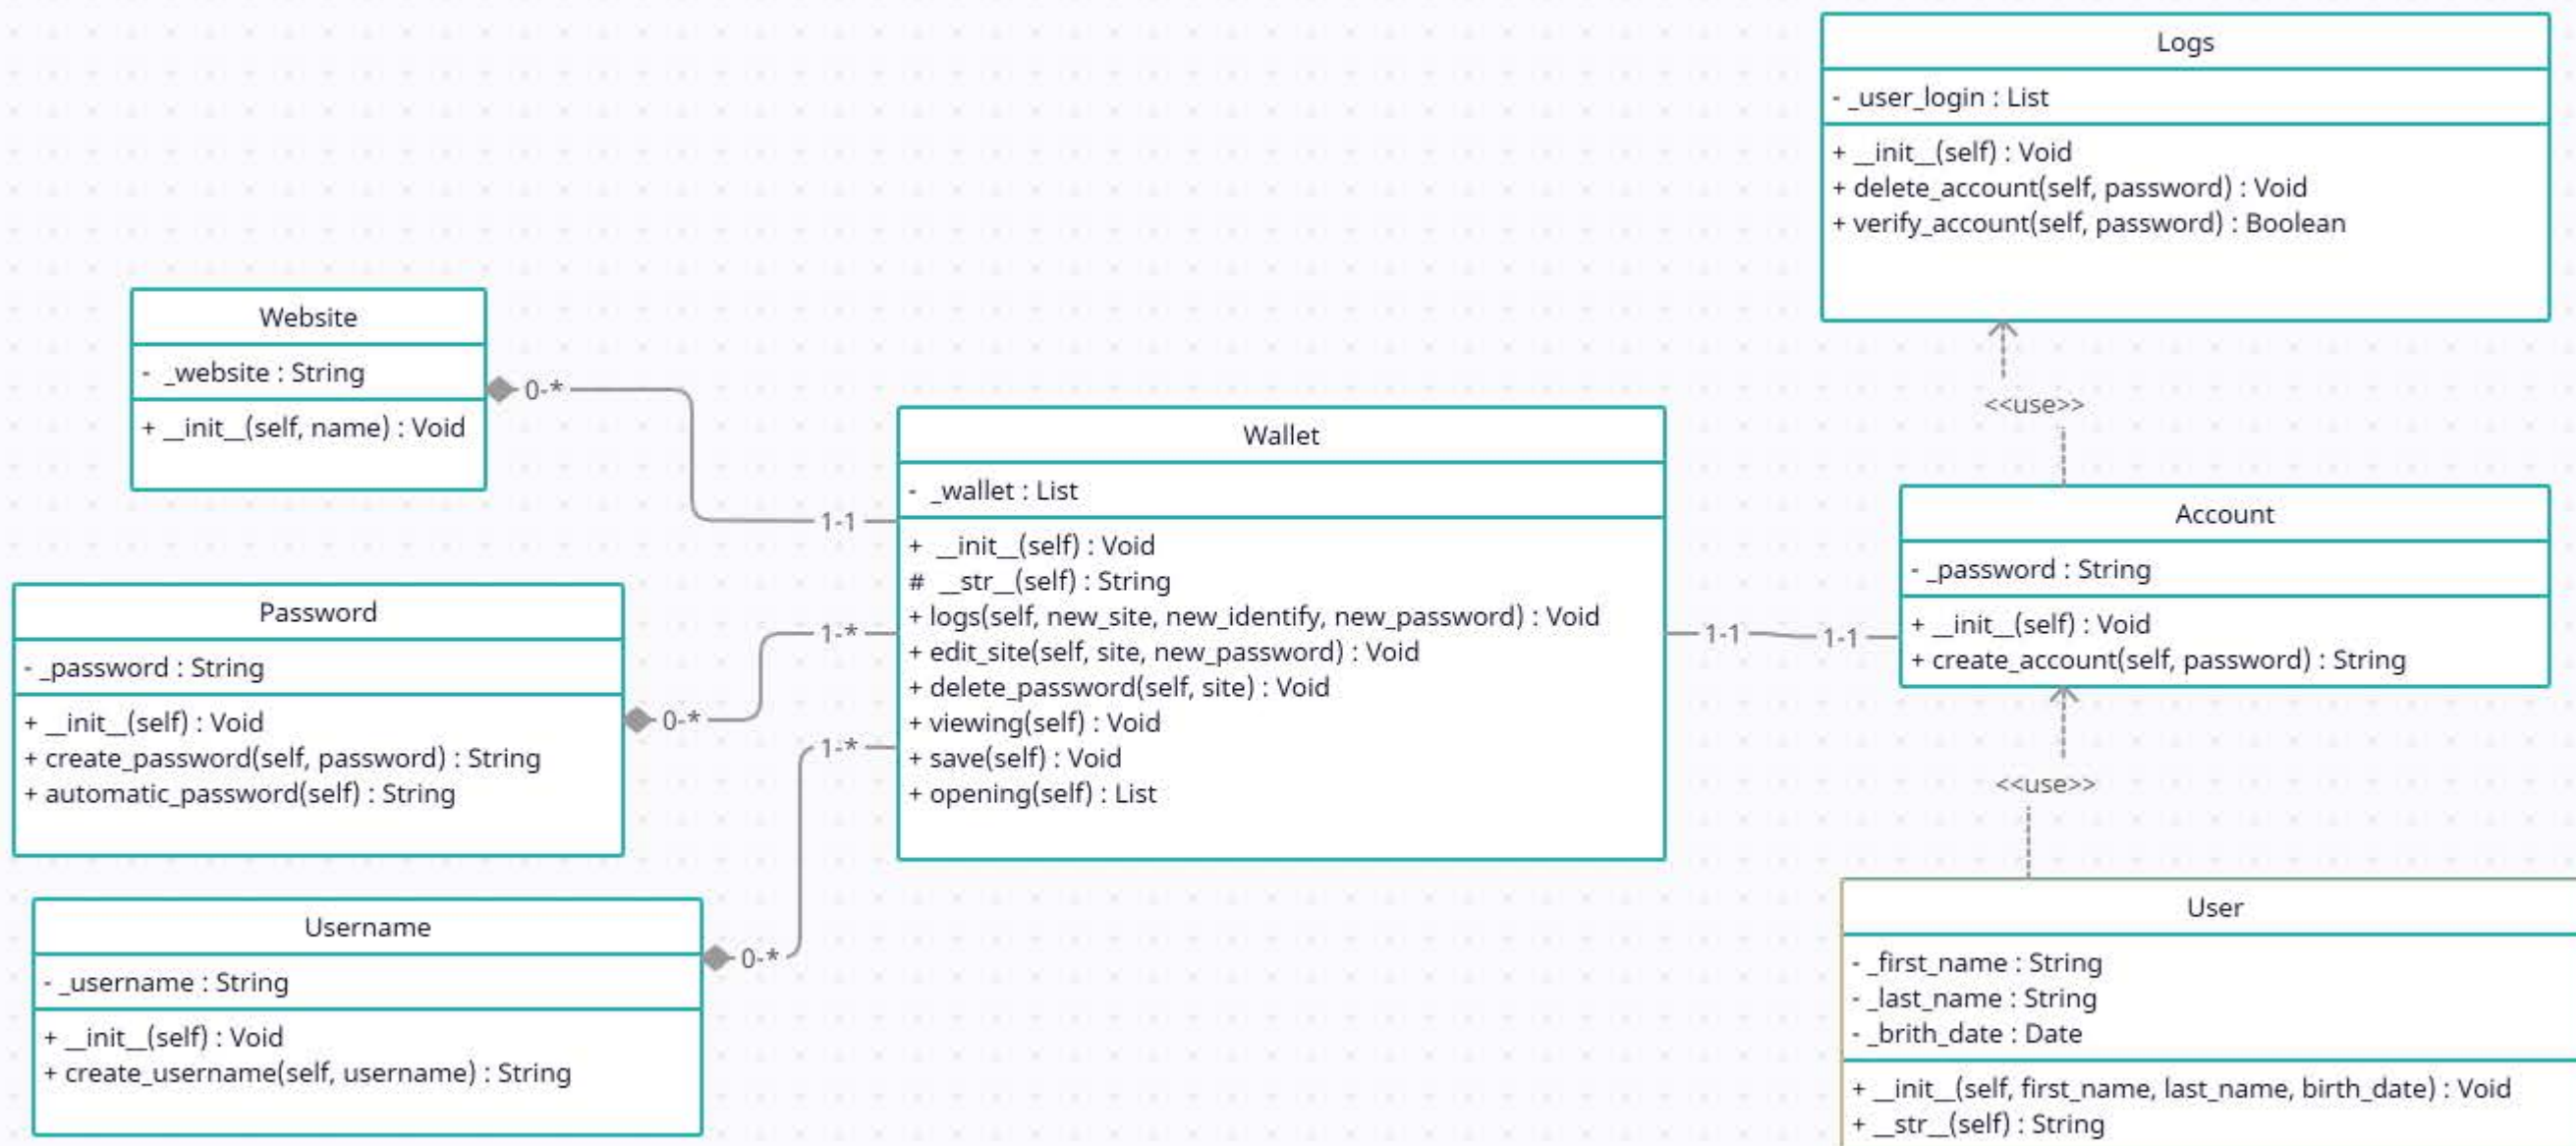 Logs
- _user_login : List
+ __init__(self) : Void
+ delete_account(self, password) : Void
+ verify_account(self, password) : Boolean
Website
- _website : String
+ __init__(self, name) : Void
0-*
1-1
Password
- _password : String
+ __init__(self) : Void
+ create_password(self, password) : String
+ automatic_password(self) : String
0-*
1-*
Username
- _username : String
+ __init__(self) : Void
+ create_username(self, username) : String
0-*
1-*
Wallet
- _wallet : List
+ __init__(self) : Void
# __str__(self) : String
+ logs(self, new_site, new_identify, new_password) : Void
+ edit_site(self, site, new_password) : Void
+ delete_password(self, site) : Void
+ viewing(self) : Void
+ save(self) : Void
+ opening(self) : List
1-1
1-1
<<use>>
Account
- _password : String
+ __init__(self) : Void
+ create_account(self, password) : String
<<use>>
User
- _first_name : String
- _last_name : String
- _brith_date : Date
+ __init__(self, first_name, last_name, birth_date) : Void
+ __str__(self) : String